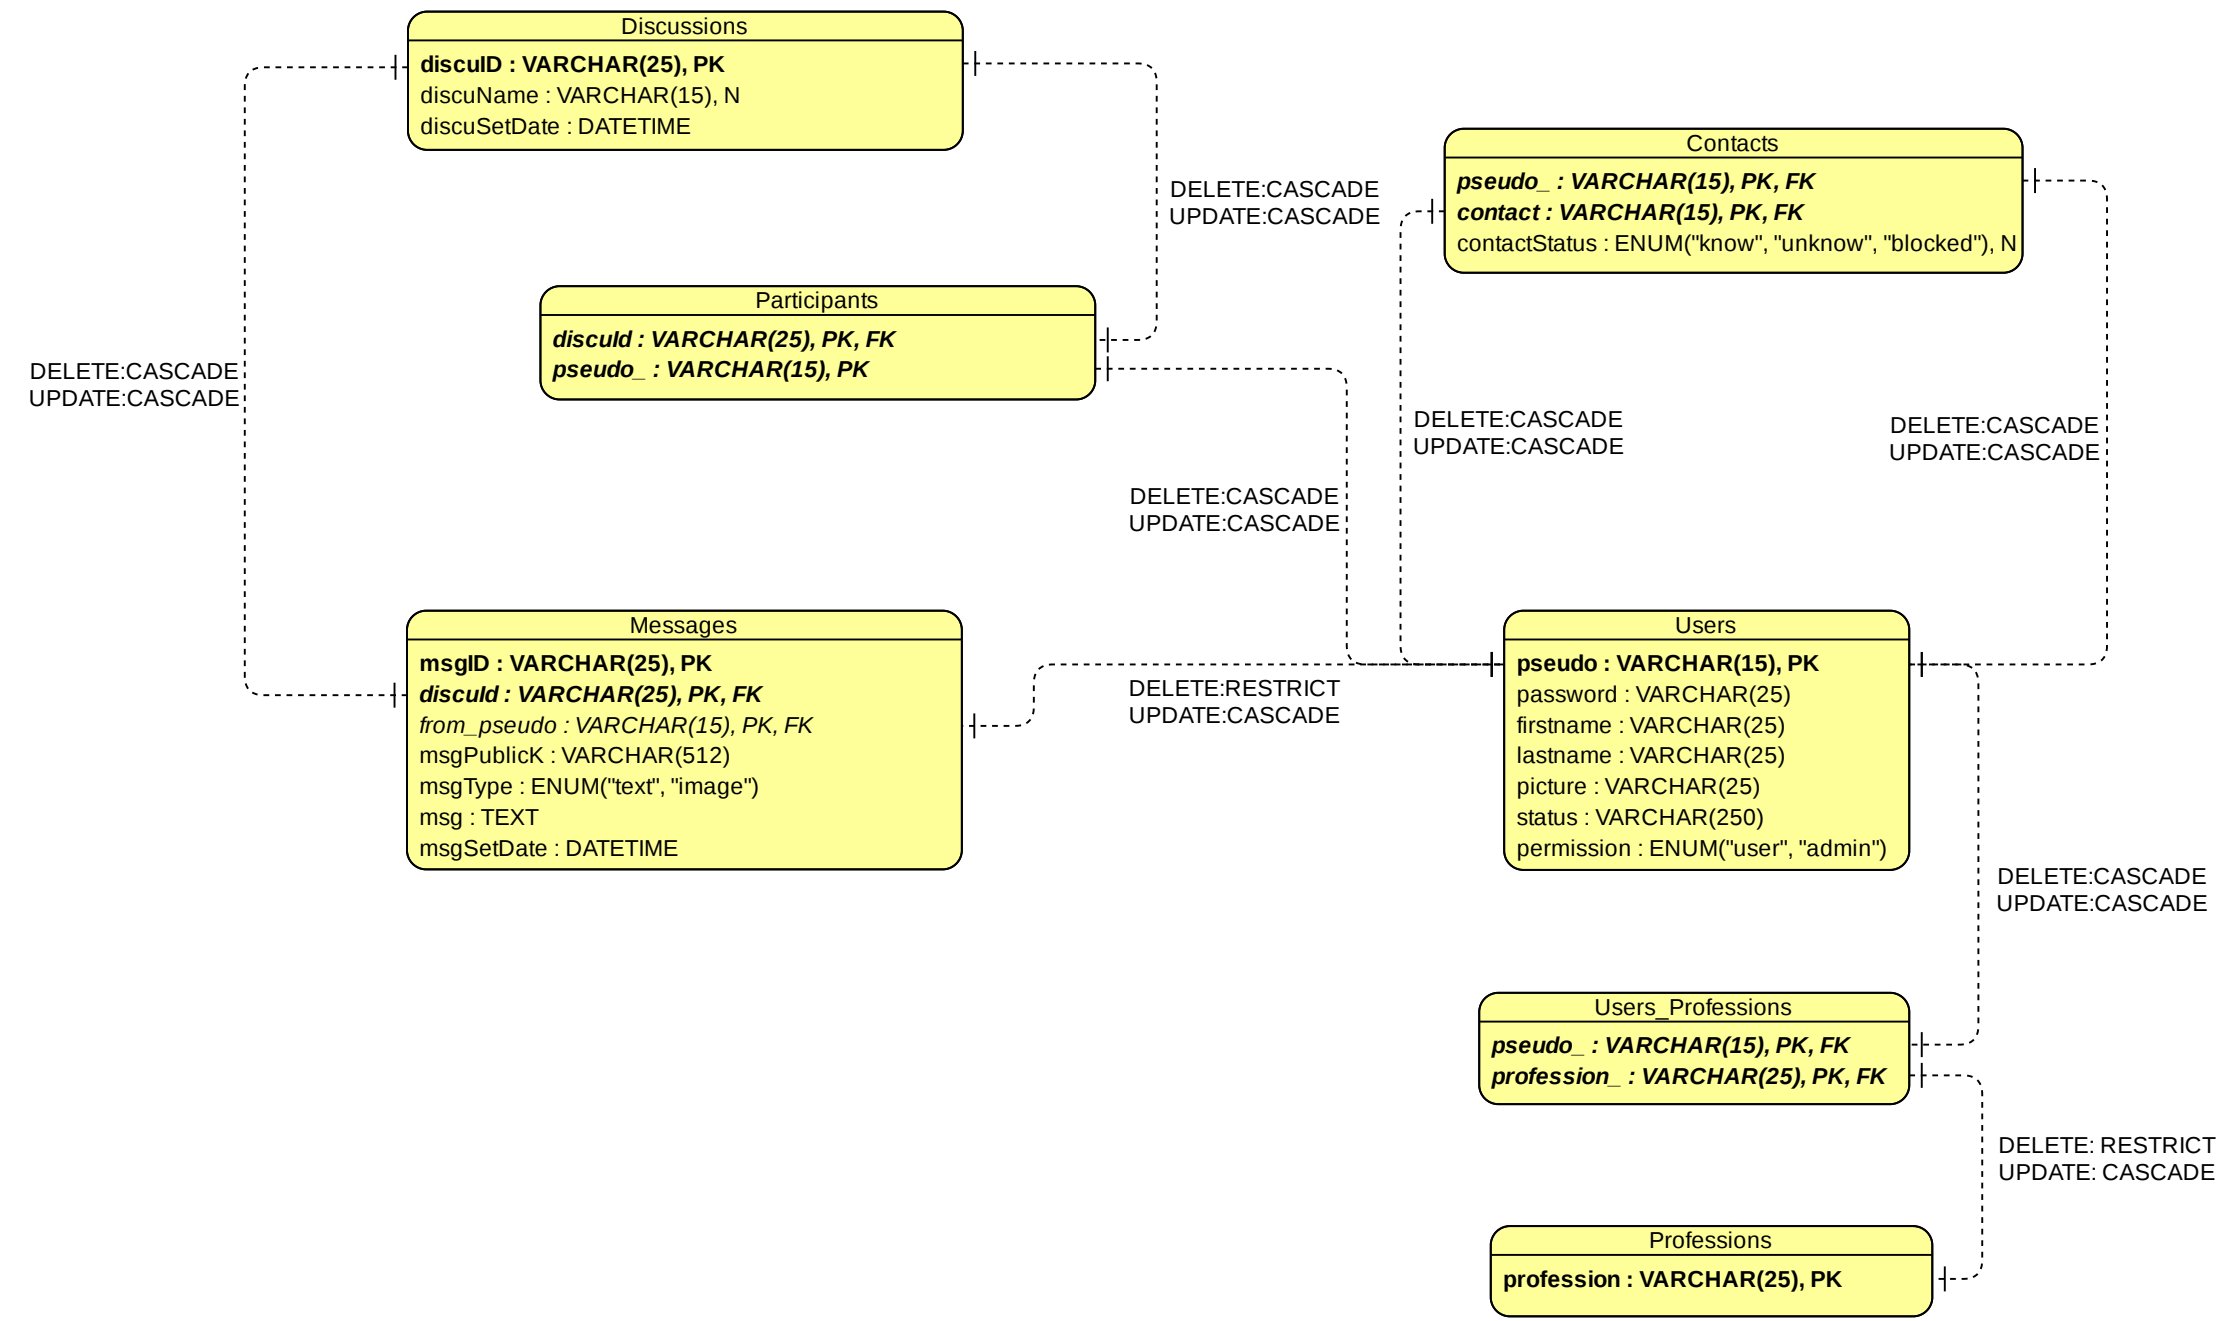 Discussions
discuID : VARCHAR(25), PK
discuName : VARCHAR(15), N
discuSetDate : DATETIME
Contacts
pseudo_ : VARCHAR(15), PK, FK
contact : VARCHAR(15), PK, FK
contactStatus : ENUM("know", "unknow", "blocked"), N
DELETE:CASCADE
UPDATE:CASCADE
Participants
discuId : VARCHAR(25), PK, FK
pseudo_ : VARCHAR(15), PK
DELETE:CASCADE
UPDATE:CASCADE
DELETE:CASCADE
UPDATE:CASCADE
DELETE:CASCADE
UPDATE:CASCADE
DELETE:CASCADE
UPDATE:CASCADE
Messages
msgID : VARCHAR(25), PK
discuId : VARCHAR(25), PK, FK
from_pseudo : VARCHAR(15), PK, FK
msgPublicK : VARCHAR(512)
msgType : ENUM("text", "image")
msg : TEXT
msgSetDate : DATETIME
DELETE:RESTRICT
UPDATE:CASCADE
Users
pseudo : VARCHAR(15), PK
password : VARCHAR(25)
firstname : VARCHAR(25)
lastname : VARCHAR(25)
picture : VARCHAR(25)
status : VARCHAR(250)
permission : ENUM("user", "admin")
DELETE:CASCADE
UPDATE:CASCADE
Users_Professions
pseudo_ : VARCHAR(15), PK, FK
profession_ : VARCHAR(25), PK, FK
DELETE: RESTRICT
UPDATE: CASCADE
Professions
profession : VARCHAR(25), PK